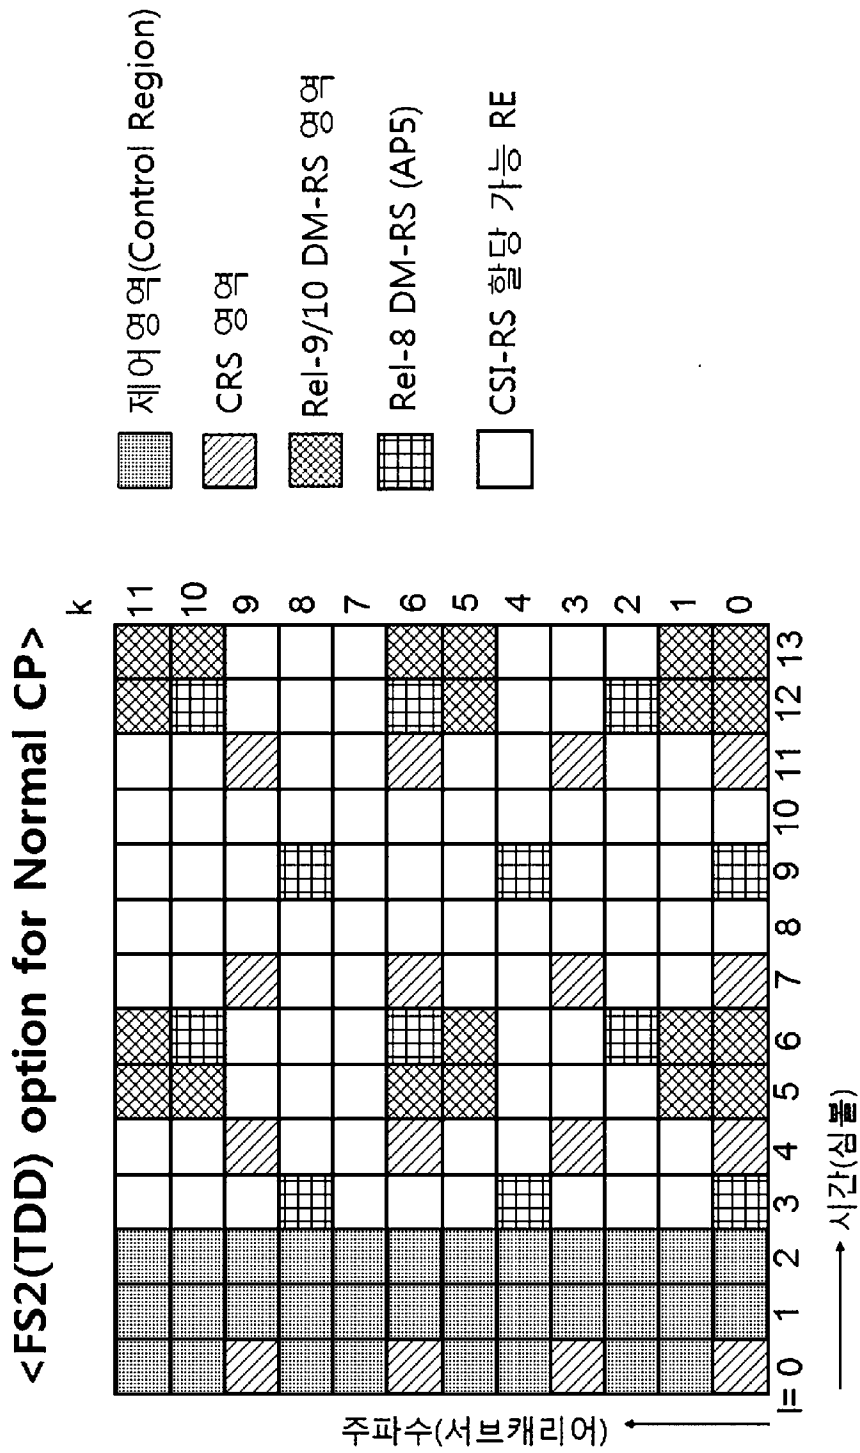 <FS2(TDD) option for Normal CP>
k
11
10
9
8
7
6
5
4
3
2
1
0
l= 0 1 2 3 4 5 6 7 8 9 10 11 12 13
주파수(서브캐리어)
시간(심볼)
제어영역(Control Region)
CRS 영역
Rel-9/10 DM-RS 영역
Rel-8 DM-RS (AP5)
CSI-RS 할당 가능 RE